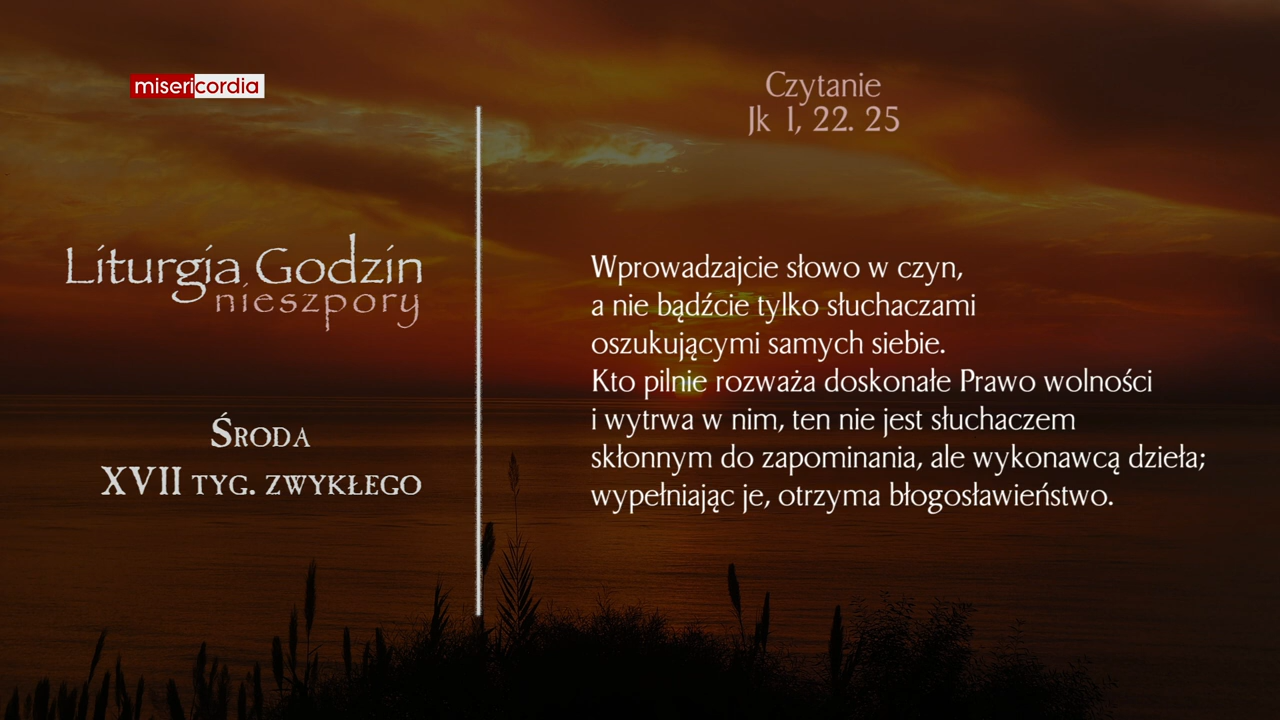 misericordia
Liturgia Godzin
nieszpory
Środa
XVII tyg. zwykłego
Czytanie
Jk 1, 22. 25
Wprowadzajcie słowo w czyn,
a nie bądźcie tylko słuchaczami
oszukującymi samych siebie.
Kto pilnie rozważa doskonałe Prawo wolności
i wytrwa w nim, ten nie jest słuchaczem
skłonnym do zapominania, ale wykonawcą dzieła;
wypełniając je, otrzyma błogosławieństwo.